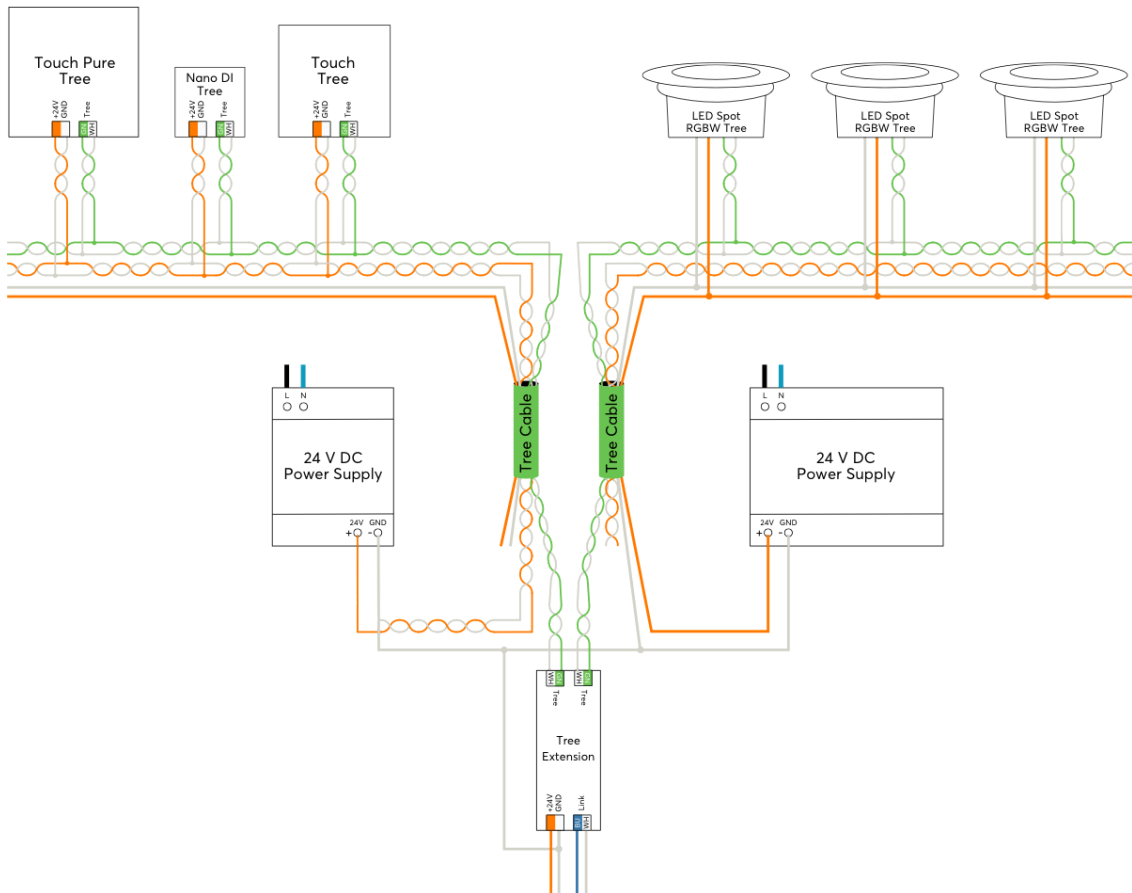 Touch Pure
Tree
+24V
GND
Tree
GN
WH
Nano DI
Tree
+24V
GND
Tree
GN
WH
Touch
Tree
+24V
GND
Tree
GN
WH
LED Spot
RGBW Tree
LED Spot
RGBW Tree
LED Spot
RGBW Tree
L N
24 V DC
Power Supply
24V GND
+ -
Tree Cable
Tree Cable
L N
24 V DC
Power Supply
24V GND
+ -
WH
GN
WH
GN
Tree
Tree
Tree
Extension
+24V
GND
Link
BU
WH